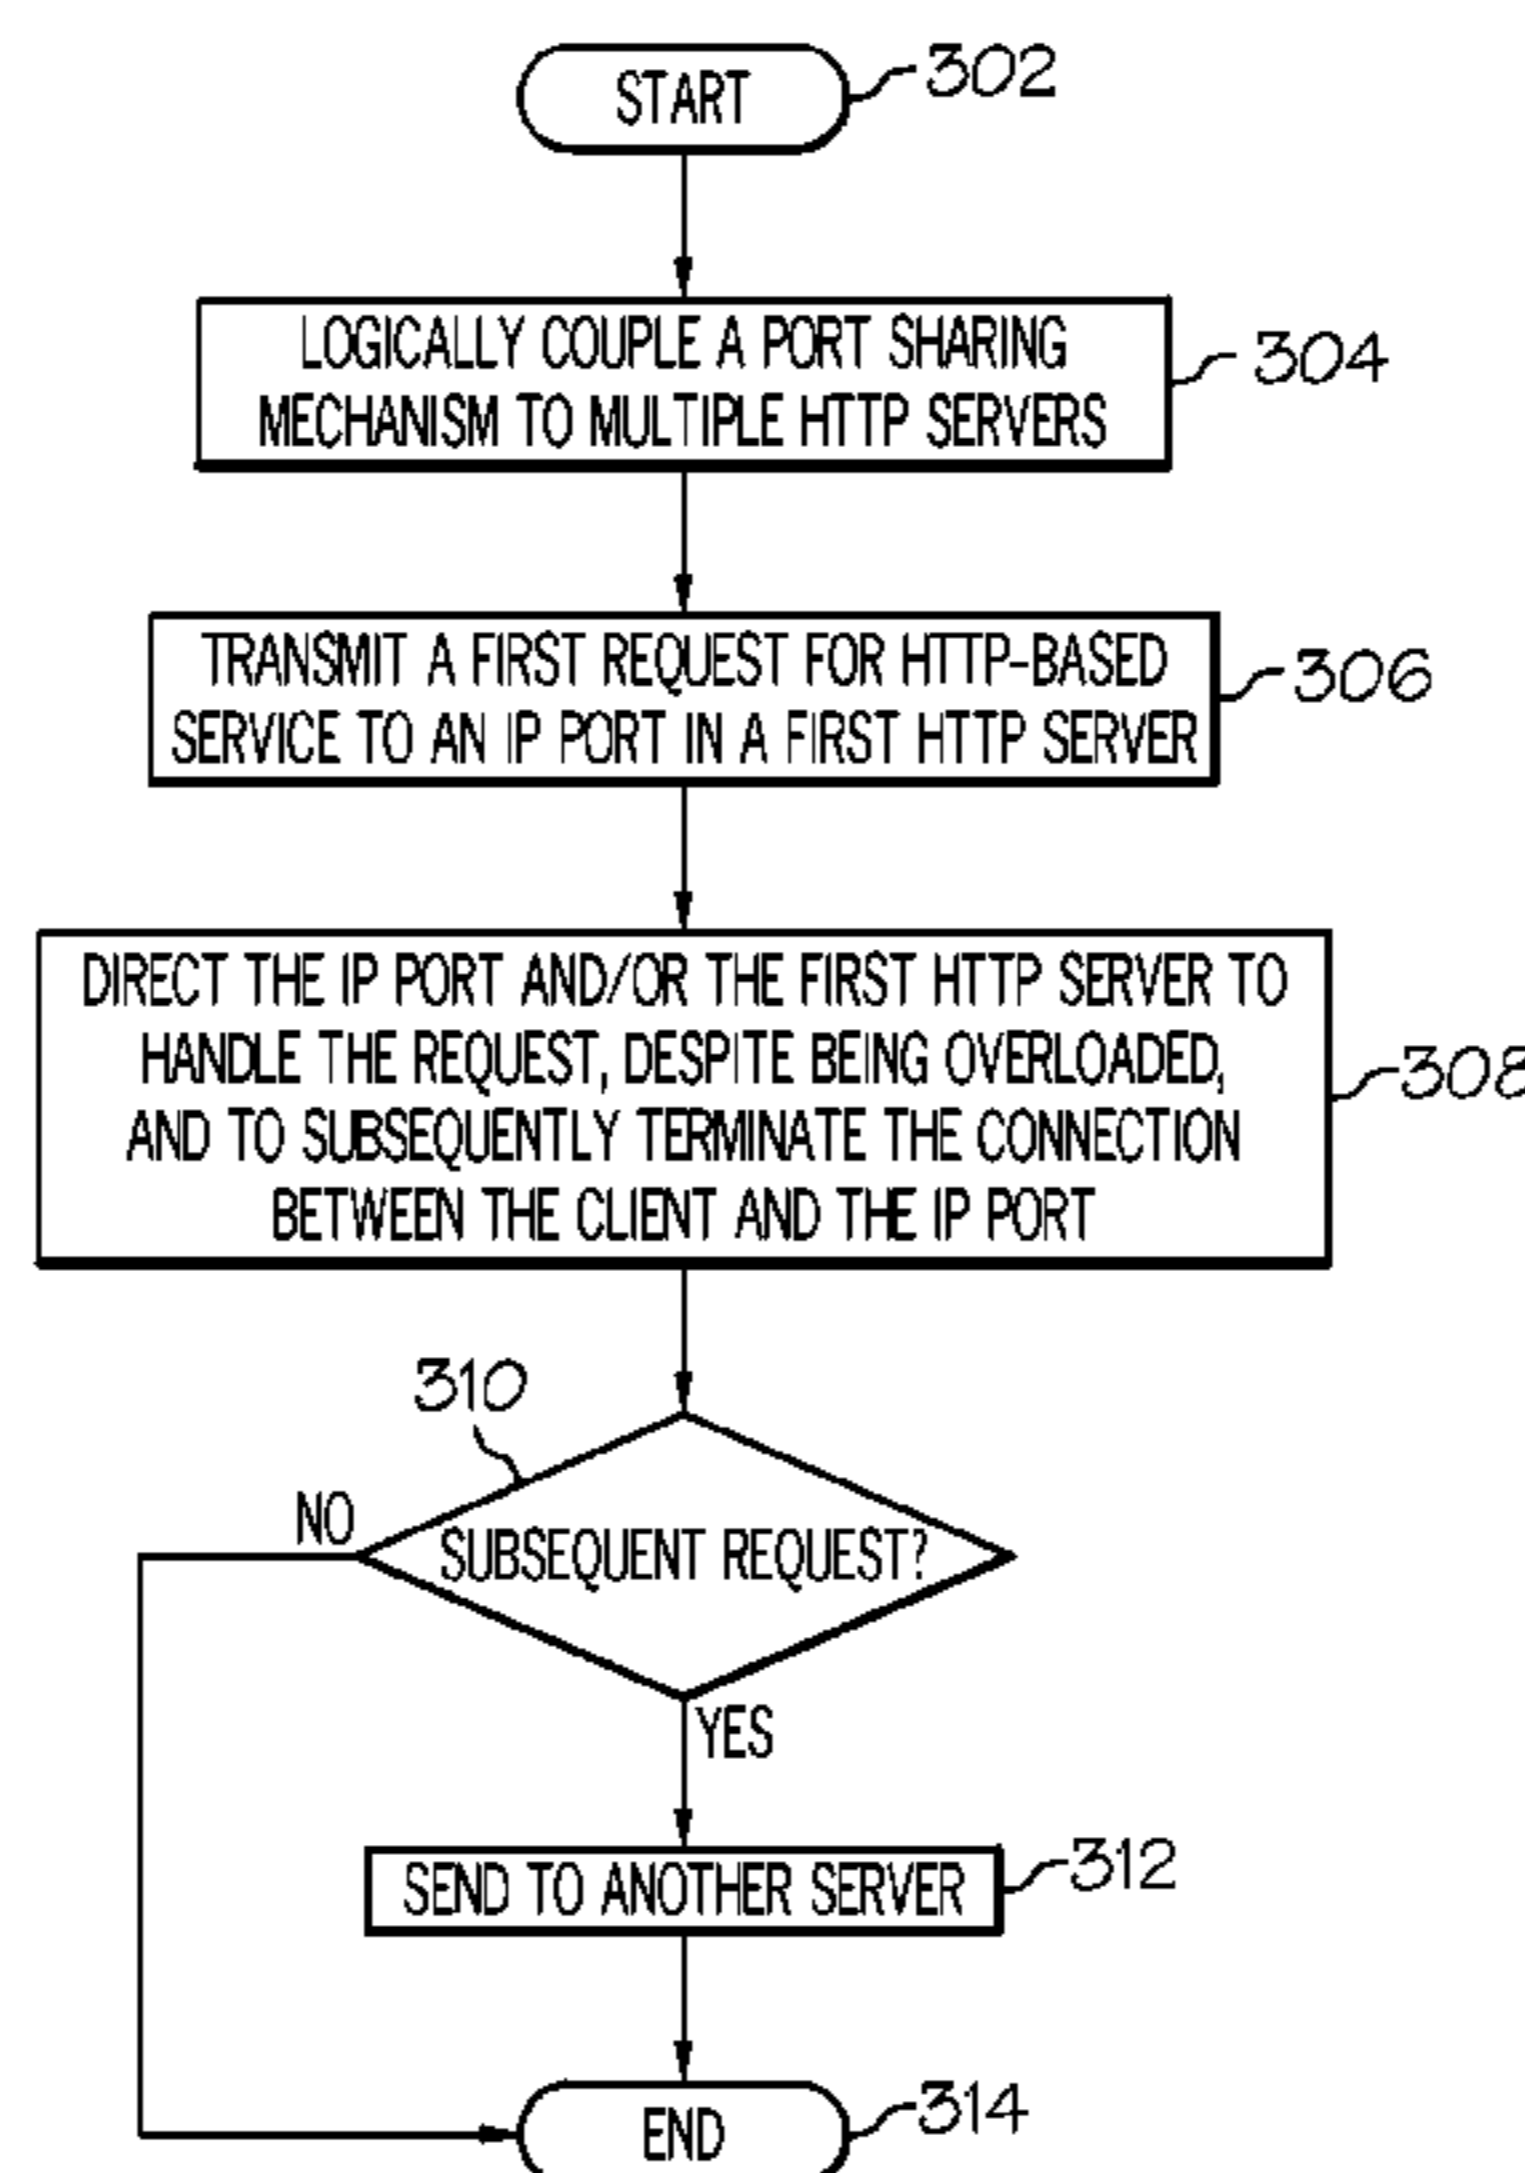 START
302
LOGICALLY COUPLE A PORT SHARING
MECHANISM TO MULTIPLE HTTP SERVERS
304
TRANSMIT A FIRST REQUEST FOR HTTP-BASED
SERVICE TO AN IP PORT IN A FIRST HTTP SERVER
306
DIRECT THE IP PORT AND/OR THE FIRST HTTP SERVER TO
HANDLE THE REQUEST, DESPITE BEING OVERLOADED,
AND TO SUBSEQUENTLY TERMINATE THE CONNECTION
BETWEEN THE CLIENT AND THE IP PORT
308
310
NO
SUBSEQUENT REQUEST?
YES
SEND TO ANOTHER SERVER
312
END
314